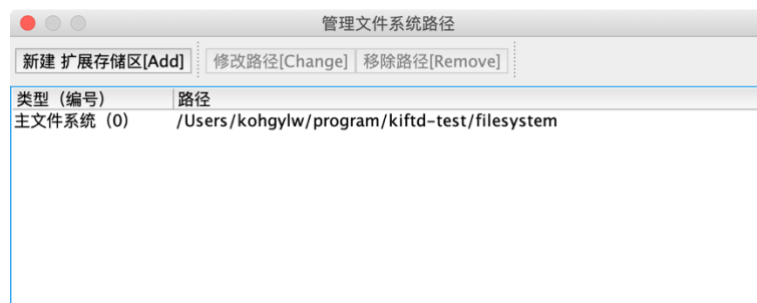 管理文件系统路径
新建 扩展存储区[Add] 修改路径[Change] 移除路径[Remove]
类型（编号） 路径
主文件系统（0） /Users/kohgylw/program/kiftd-test/filesystem